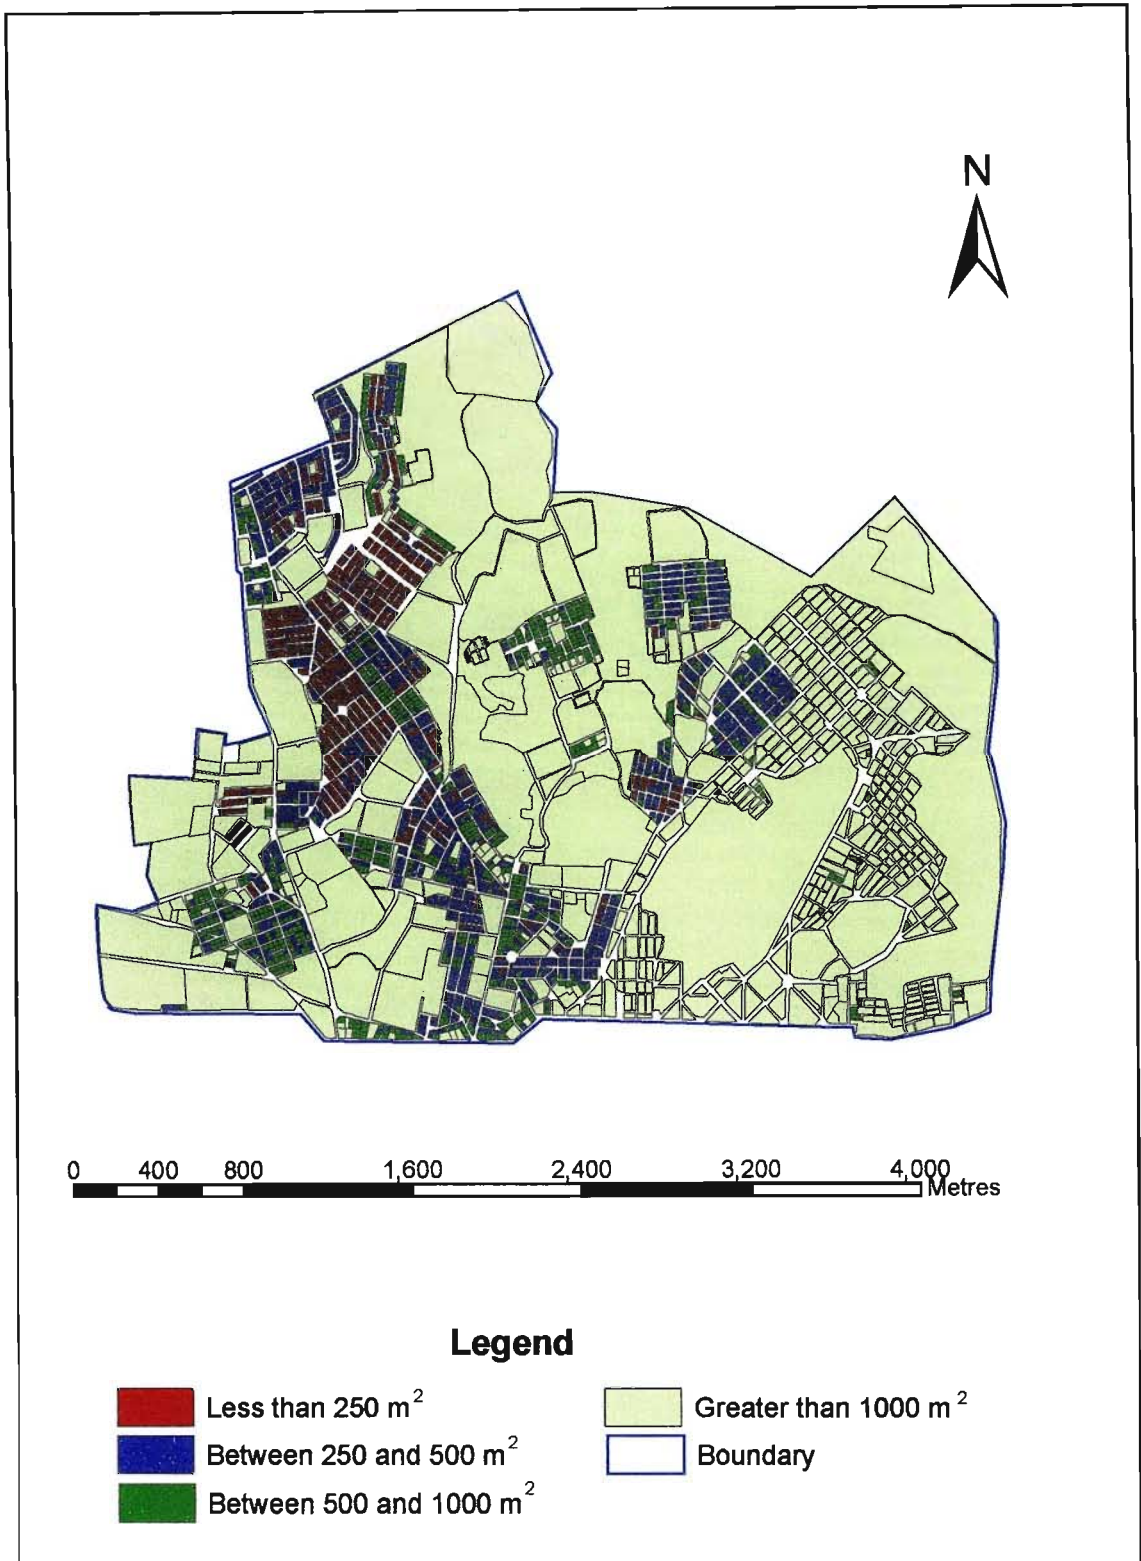 N
0 400 800 1,600 2,400 3,200 4,000
Metres
Legend
Less than 250 m²
Between 250 and 500 m²
Between 500 and 1000 m²
Greater than 1000 m²
Boundary